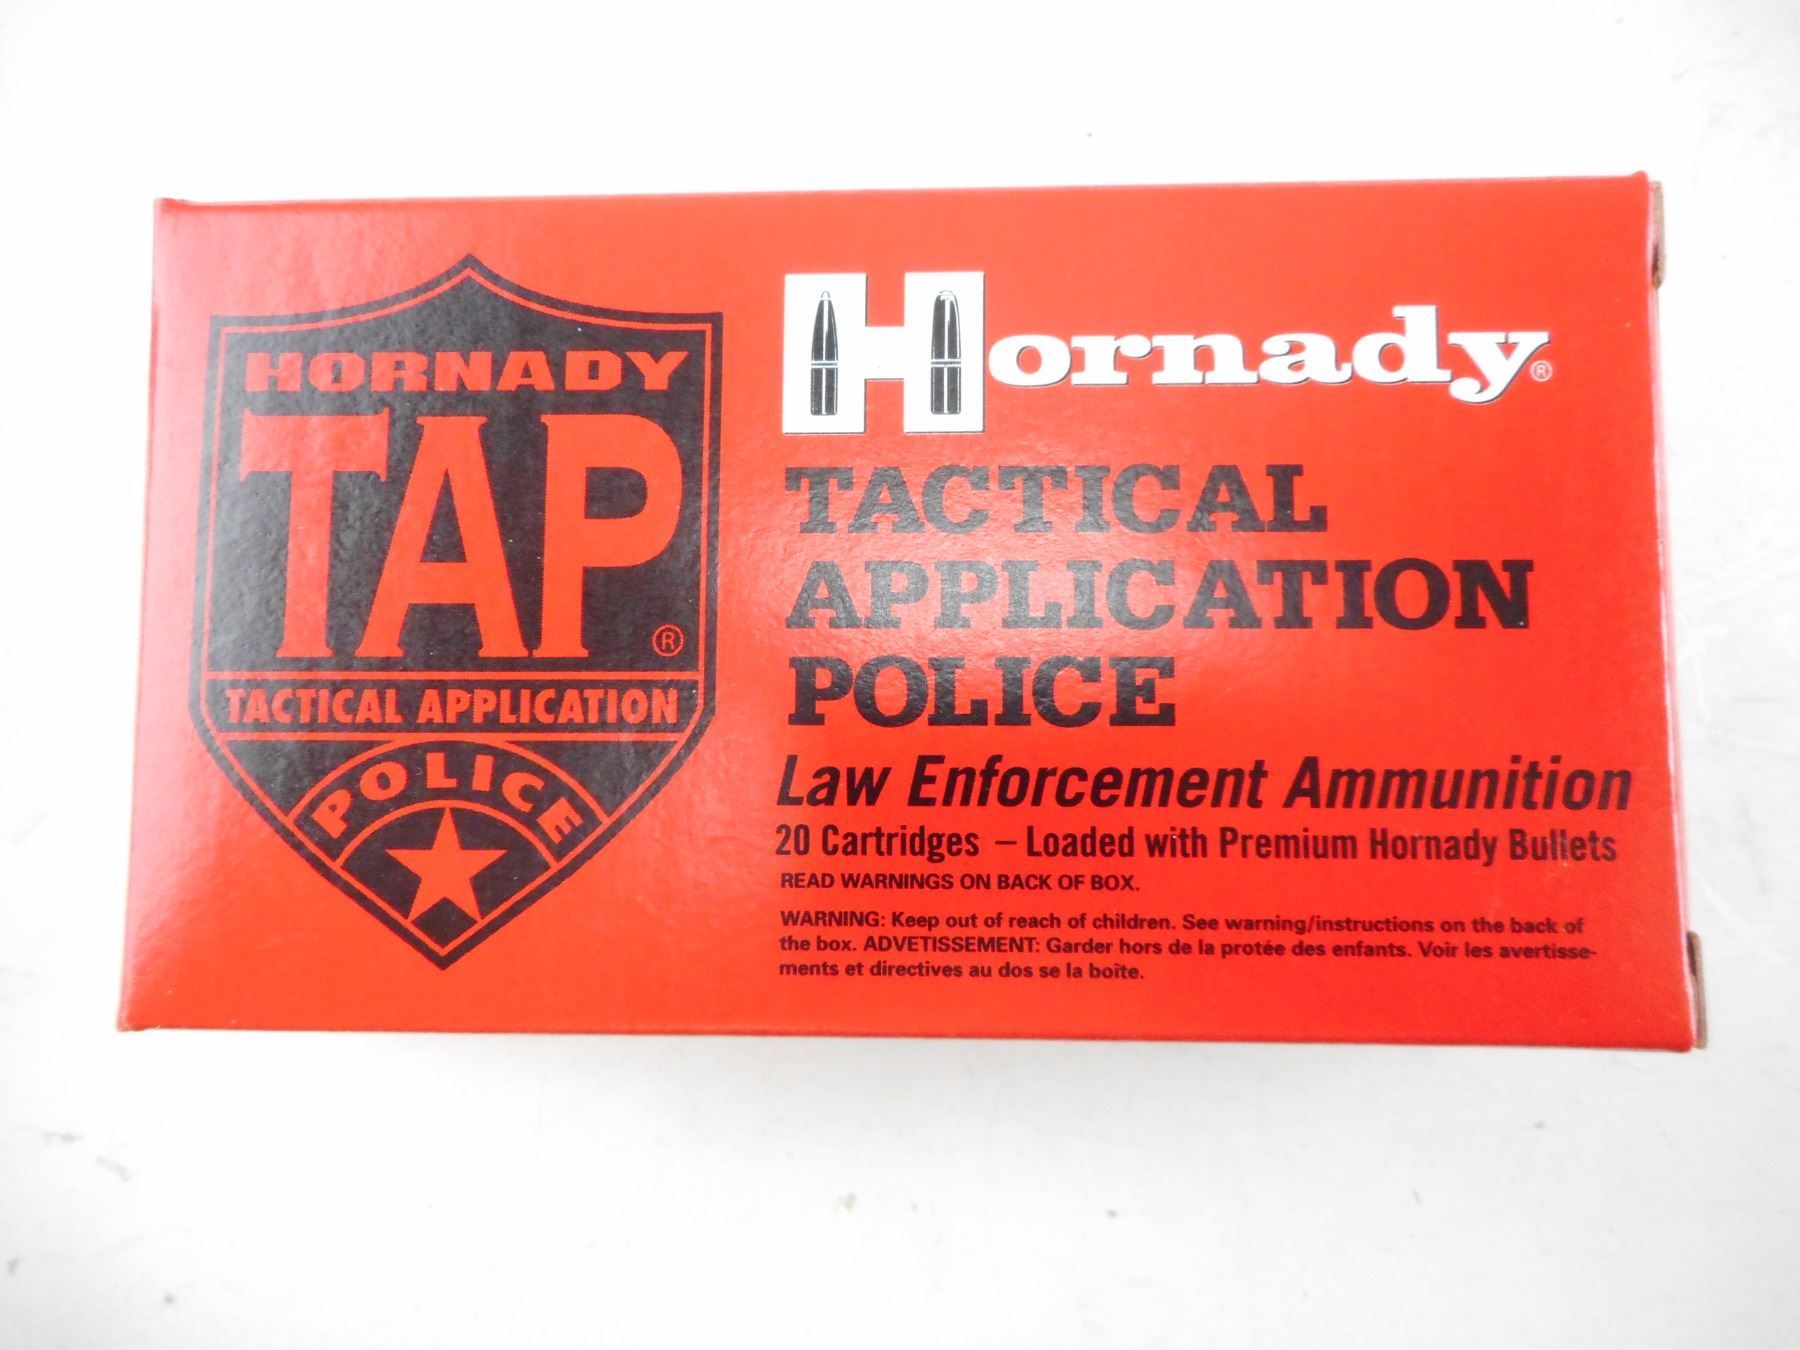 HORNADY
TAP®
TACTICAL APPLICATION
POLICE
Hornady®
TACTICAL
APPLICATION
POLICE
Law Enforcement Ammunition
20 Cartridges – Loaded with Premium Hornady Bullets
READ WARNINGS ON BACK OF BOX.
WARNING: Keep out of reach of children. See warning/instructions on the back of
the box. ADVETISSEMENT: Garder hors de la protée des enfants. Voir les avertisse-
ments et directives au dos se la boîte.